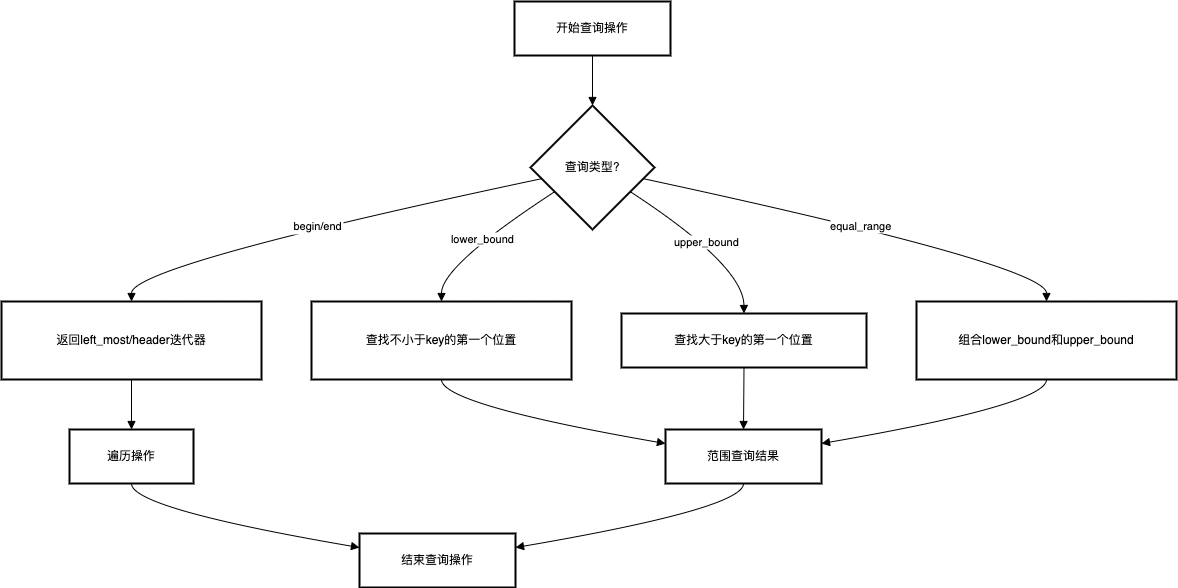 开始查询操作
查询类型?
begin/end
lower_bound
upper_bound
equal_range
返回left_most/header迭代器
查找不小于key的第一个位置
查找大于key的第一个位置
组合lower_bound和upper_bound
遍历操作
范围查询结果
结束查询操作